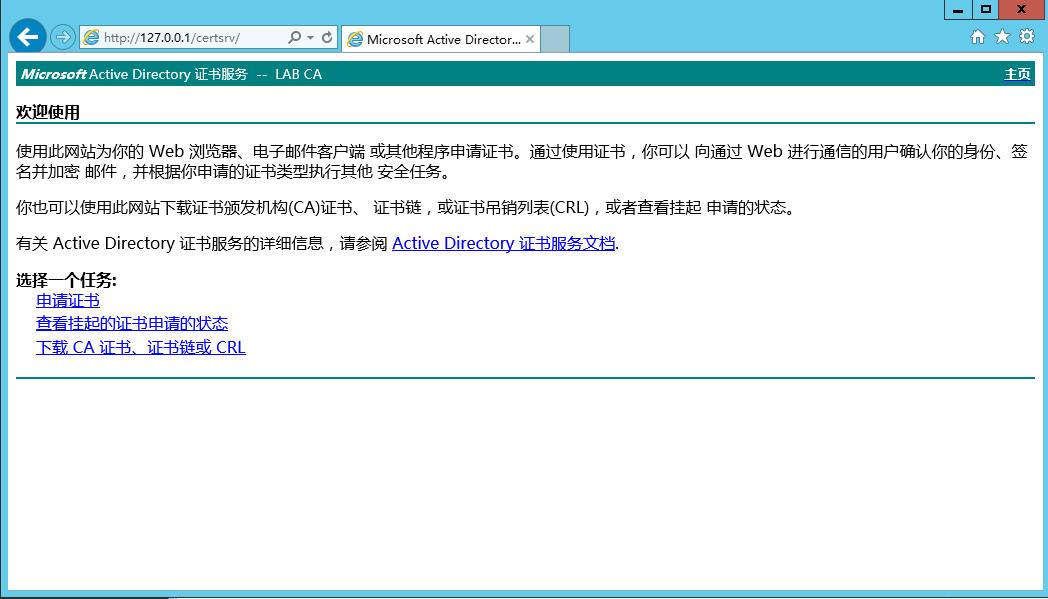 http://127.0.0.1/certsrv/
Microsoft Active Director...
Microsoft Active Directory 证书服务 -- LAB CA 主页
欢迎使用
使用此网站为你的 Web 浏览器、电子邮件客户端 或其他程序申请证书。通过使用证书，你可以 向通过 Web 进行通信的用户确认你的身份、签
名并加密 邮件，并根据你申请的证书类型执行其他 安全任务。
你也可以使用此网站下载证书颁发机构(CA)证书、 证书链，或证书吊销列表(CRL)，或者查看挂起 申请的状态。
有关 Active Directory 证书服务的详细信息，请参阅 Active Directory 证书服务文档.
选择一个任务:
申请证书
查看挂起的证书申请的状态
下载 CA 证书、证书链或 CRL